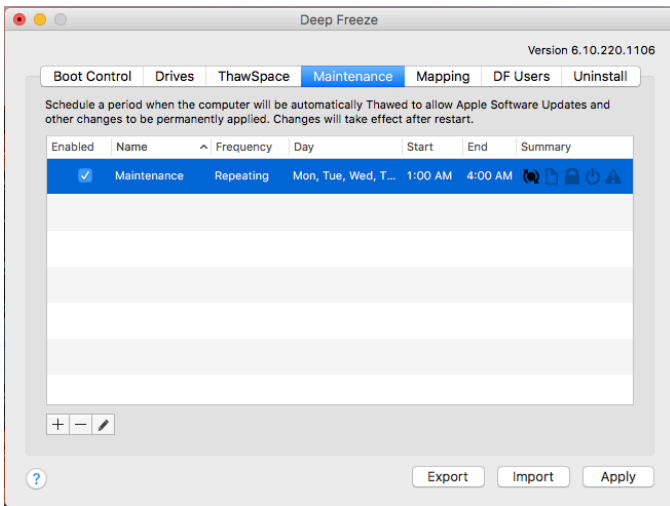 Deep Freeze
Version 6.10.220.1106
Boot Control Drives ThawSpace Maintenance Mapping DF Users Uninstall
Schedule a period when the computer will be automatically Thawed to allow Apple Software Updates and
other changes to be permanently applied. Changes will take effect after restart.
Enabled Name Frequency Day Start End Summary
Maintenance Repeating Mon, Tue, Wed, T... 1:00 AM 4:00 AM
? Export Import Apply